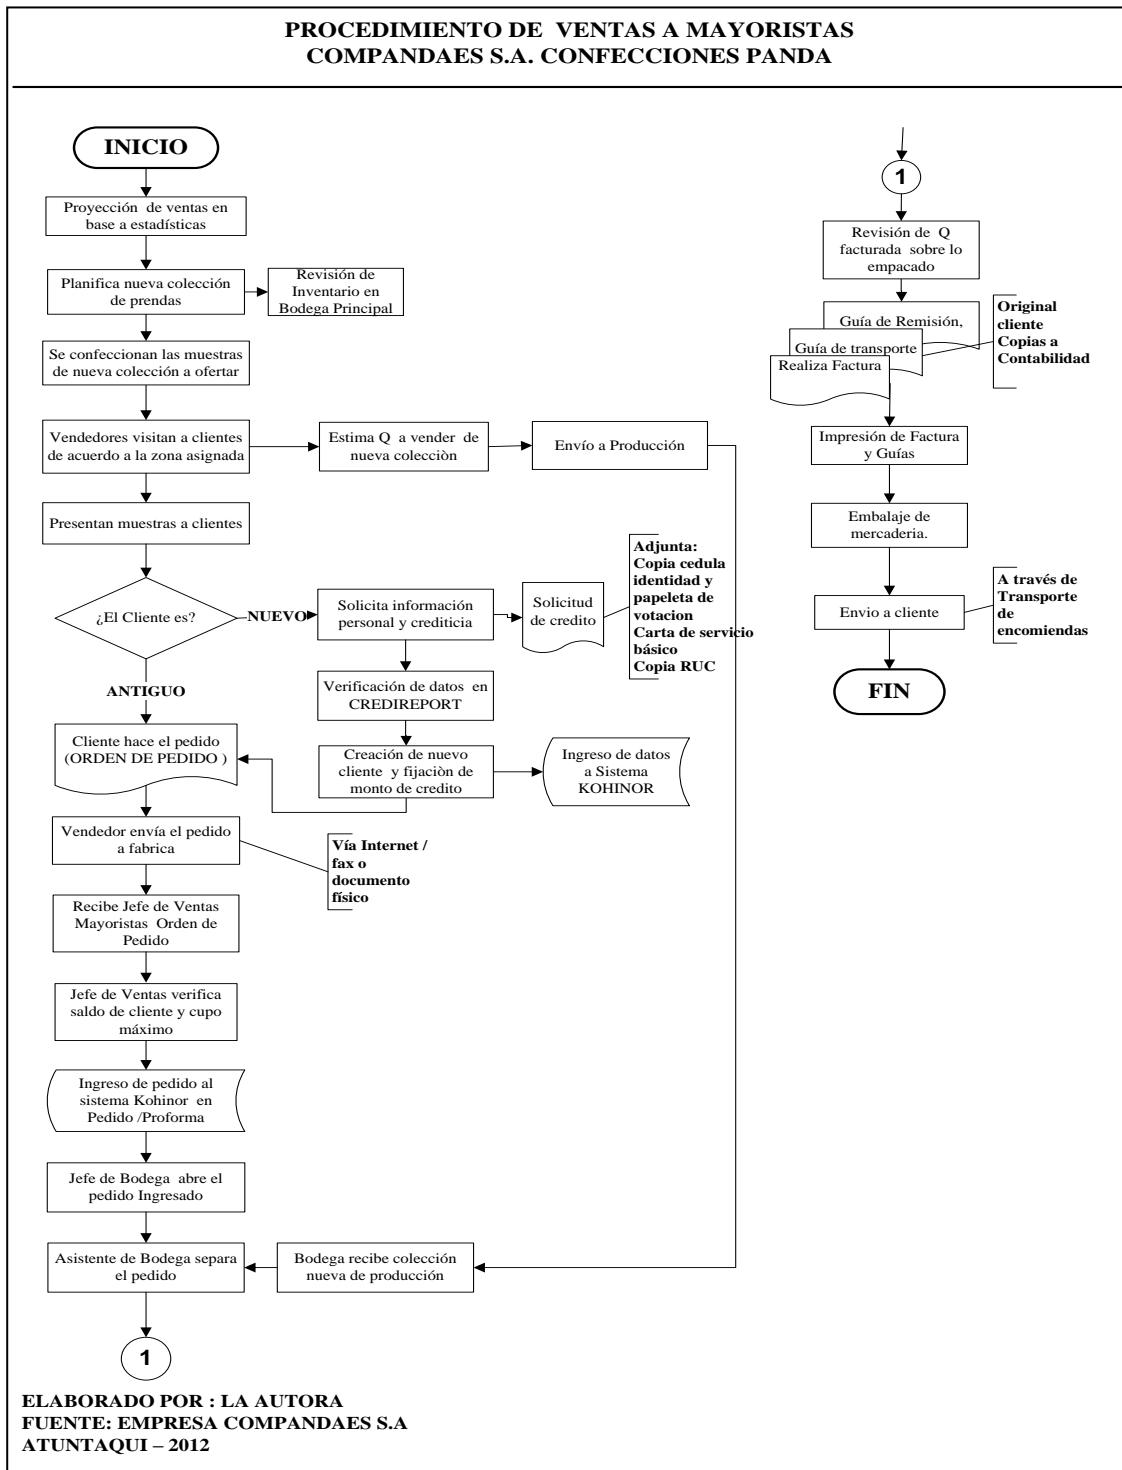 PROCEDIMIENTO DE VENTAS A MAYORISTAS
COMPANDAES S.A. CONFECCIONES PANDA
INICIO
Proyección de ventas en
base a estadísticas
Planifica nueva colección
de prendas
Revisión de
Inventario en
Bodega Principal
Se confeccionan las muestras
de nueva colección a ofertar
Vendedores visitan a clientes
de acuerdo a la zona asignada
Estima Q a vender de
nueva colecciòn
Envío a Producción
Presentan muestras a clientes
¿El Cliente es?
NUEVO
Solicita información
personal y crediticia
Solicitud
de credito
Adjunta:
Copia cedula
identidad y
papeleta de
votacion
Carta de servicio
básico
Copia RUC
ANTIGUO
Verificación de datos en
CREDIREPORT
Cliente hace el pedido
(ORDEN DE PEDIDO )
Creación de nuevo
cliente y fijaciòn de
monto de credito
Ingreso de datos
a Sistema
KOHINOR
Vendedor envía el pedido
a fabrica
Vía Internet /
fax o
documento
físico
Recibe Jefe de Ventas
Mayoristas Orden de
Pedido
Jefe de Ventas verifica
saldo de cliente y cupo
máximo
Ingreso de pedido al
sistema Kohinor en
Pedido /Proforma
Jefe de Bodega abre el
pedido Ingresado
Asistente de Bodega separa
el pedido
Bodega recibe colección
nueva de producción
1
1
Revisión de Q
facturada sobre lo
empacado
Guía de Remisión,
Guía de transporte
Realiza Factura
Original
cliente
Copias a
Contabilidad
Impresión de Factura
y Guías
Embalaje de
mercaderia.
Envio a cliente
A través de
Transporte
de
encomiendas
FIN
ELABORADO POR : LA AUTORA
FUENTE: EMPRESA COMPANDAES S.A
ATUNTAQUI – 2012